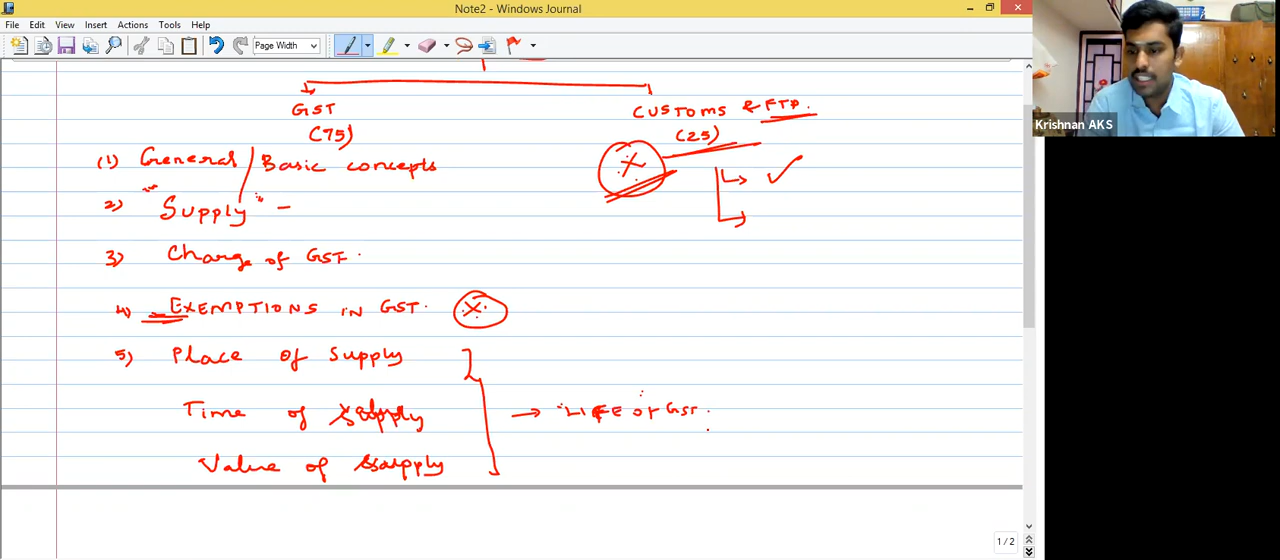 Note2 - Windows Journal
File Edit View Insert Actions Tools Help
Page Width
GST
CUSTOMS & FTP.
(75)
(25)
(1) General / Basic concepts
2) "Supply" -
3) Charge of GST.
4) EXEMPTIONS IN GST.
5) Place of Supply
Time of Supply
→ LIFE OF GST.
Value of Supply
Krishnan AKS
1 / 2